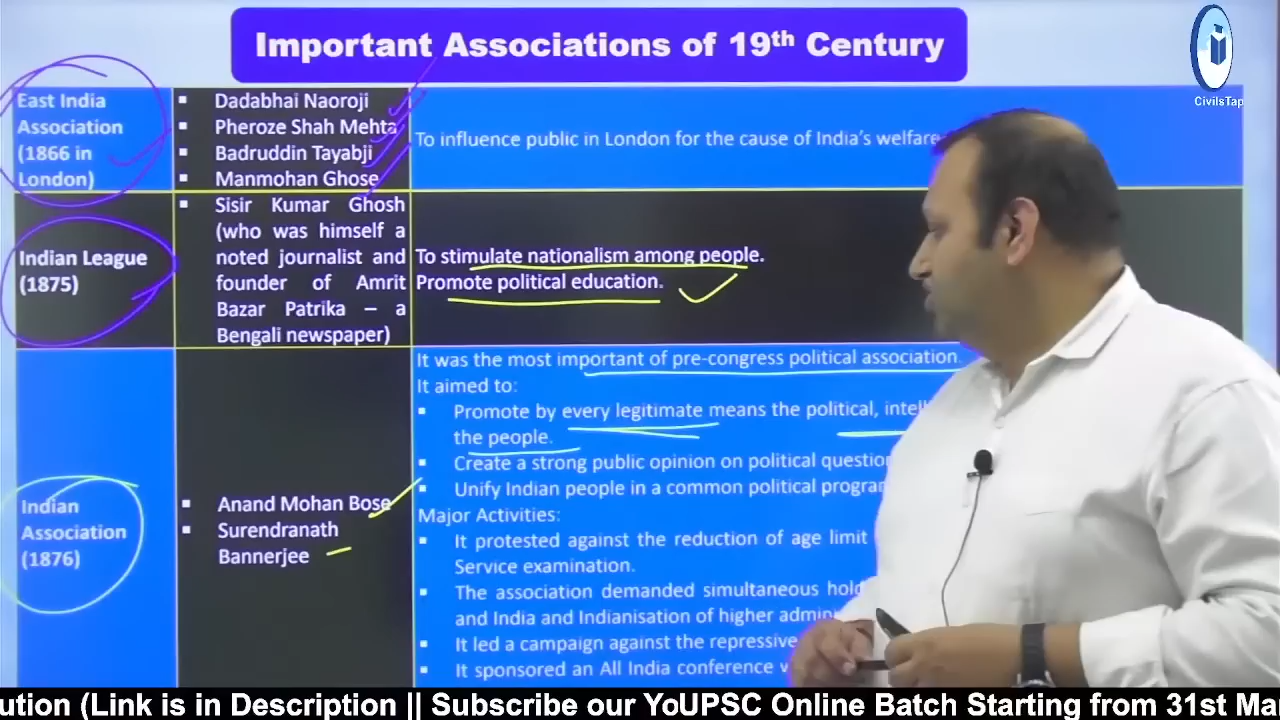 Important Associations of 19th Century
CivilsTap
East India
Association
(1866 in
London)
▪ Dadabhai Naoroji
▪ Pheroze Shah Mehta
▪ Badruddin Tayabji
▪ Manmohan Ghose
To influence public in London for the cause of India's welfare
Indian League
(1875)
▪ Sisir Kumar Ghosh
(who was himself a
noted journalist and
founder of Amrit
Bazar Patrika – a
Bengali newspaper)
To stimulate nationalism among people.
Promote political education.
Indian
Association
(1876)
▪ Anand Mohan Bose
▪ Surendranath
Bannerjee
It was the most important of pre-congress political association.
It aimed to:
▪ Promote by every legitimate means the political,
the people.
▪ Create a strong public opinion on political
▪ Unify Indian people in a common political
Major Activities:
▪ It protested against the reduction of age limit
Service examination.
▪ The association demanded simultaneous
and India and Indianisation of higher
▪ It led a campaign against the repressive
▪ It sponsored an All India conference
(Link is in Description || Subscribe our YoUPSC Online Batch Starting from 31st